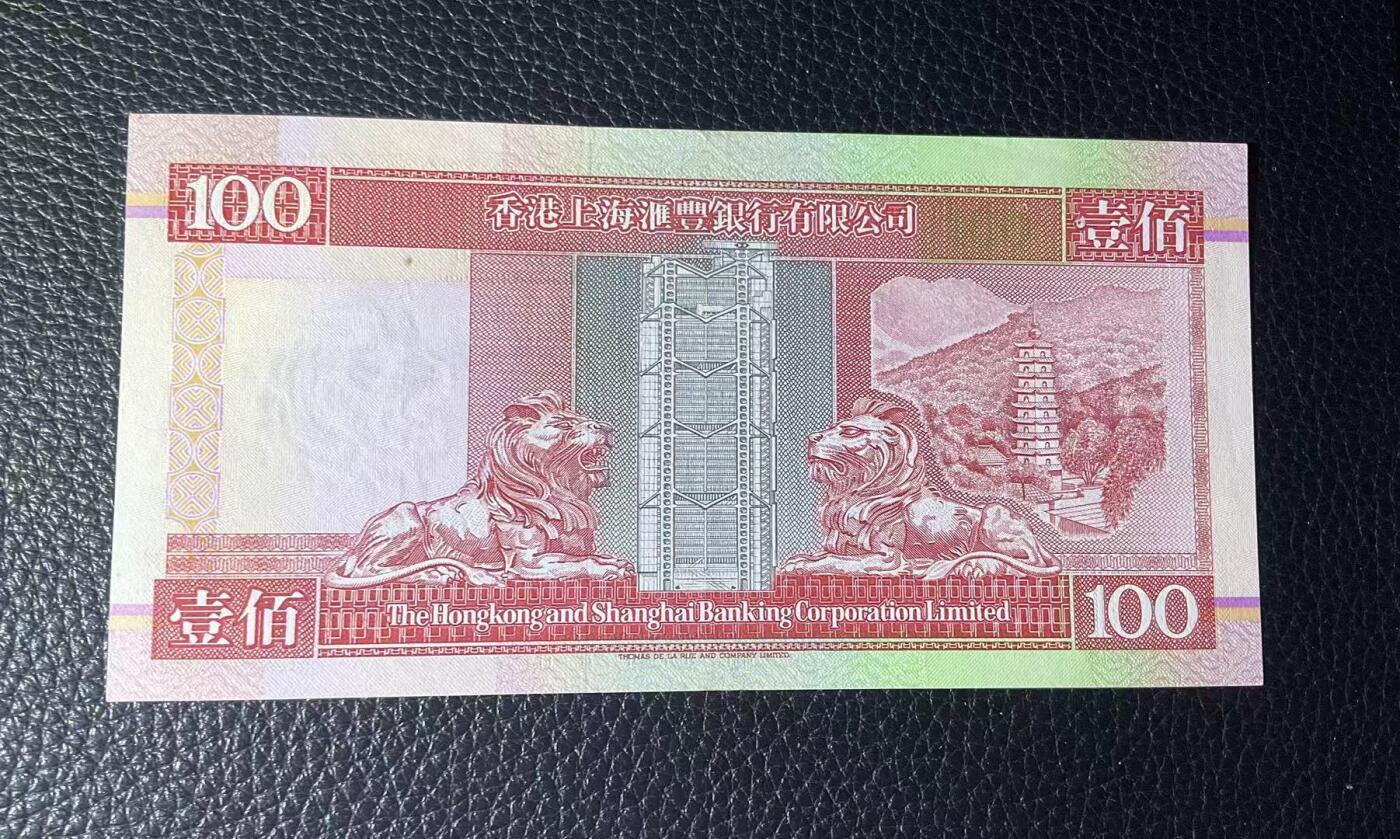 100
香港上海滙豐銀行有限公司
壹佰
壹佰
The Hongkong and Shanghai Banking Corporation Limited
100
THOMAS DE LA RUE AND COMPANY LIMITED.